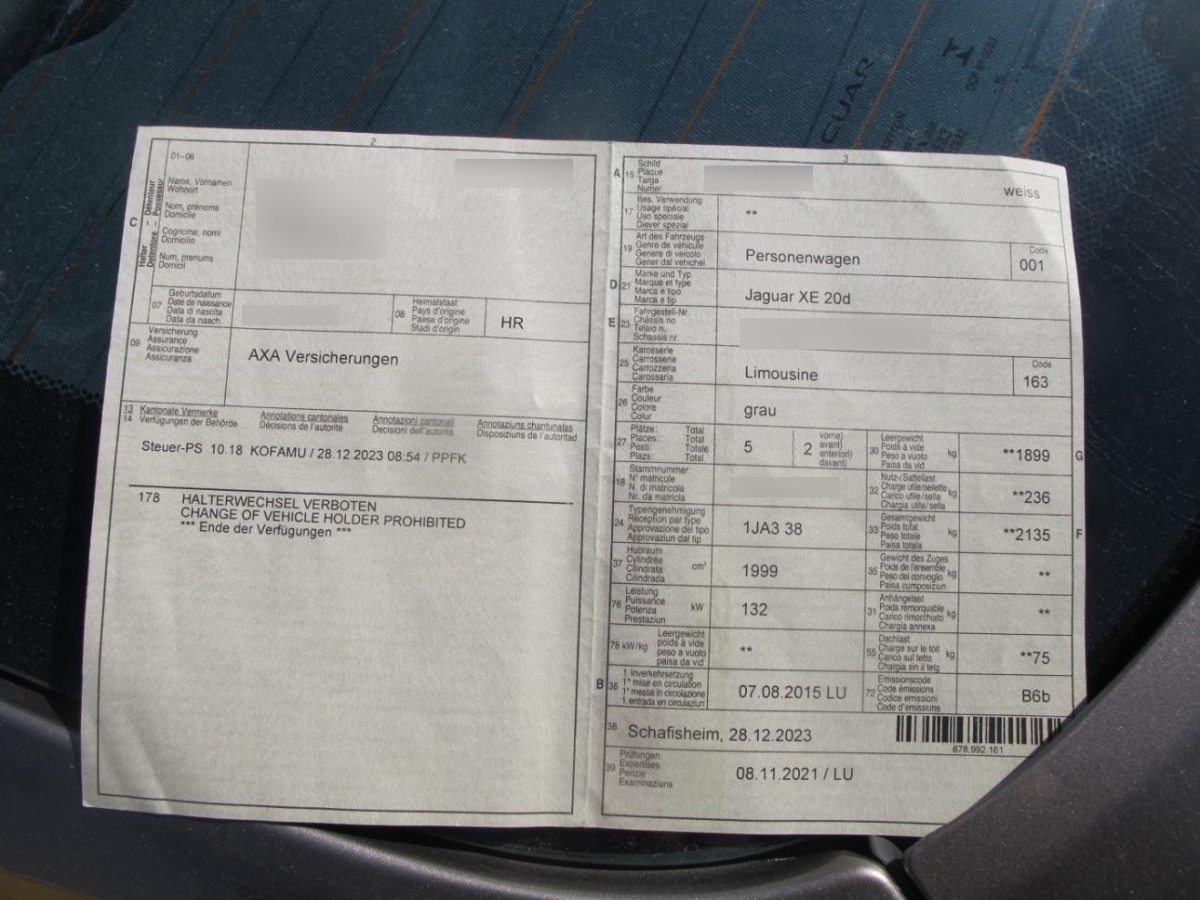 JAGUAR
2
01-06
C
Halter Détenteur
Detentore Possessur
Name, Vornamen
Wohnort
Nom, prénoms
Domicile
Cognome, nomi
Domicilio
Num, prenums
Domicil
07
Geburtsdatum
Date de naissance
Data di nascita
Data da nasch.
08
Heimatstaat
Pays d'origine
Paese d'origine
Stadi d'origin
HR
09
Versicherung
Assurance
Assicurazione
Assicuranza
AXA Versicherungen
13 Kantonale Vermerke Annotations cantonales Annotazioni cantonali Annotaziuns chantunalas
14 Verfügungen der Behörde Décisions de l'autorité Decisioni dell'autorità Disposiziuns da l'autoritad
Steuer-PS 10.18 KOFAMU / 28.12.2023 08:54 / PPFK
178 HALTERWECHSEL VERBOTEN
CHANGE OF VEHICLE HOLDER PROHIBITED
*** Ende der Verfügungen ***
3
A 15
Schild
Plaque
Targa
Numer
weiss
17
Bes. Verwendung
Usage spécial
Uso speciale
Diever spezial
**
19
Art des Fahrzeugs
Genre de véhicule
Genere di veicolo
Gener dal vehichel
Personenwagen
Code
001
D 21
Marke und Typ
Marque et type
Marca e tipo
Marca e tip
Jaguar XE 20d
E 23
Fahrgestell-Nr.
Châssis no
Telaio n.
Schassis nr.
25
Karosserie
Carrosserie
Carrozzeria
Carossaria
Limousine
Code
163
26
Farbe
Couleur
Colore
Colur
grau
27
Plätze: Total
Places: Total
Posti: Totale
Plazs: Total
5
2
vorne)
avant)
anteriori)
davant)
30
Leergewicht
Poids à vide
Peso a vuoto
Paisa da vid
kg
**1899
G
18
Stammnummer
N° matricule
N. di matricola
Nr. da matricla
32
Nutz-/Sattellast
Charge utile/sellette
Carico utile/sella
Chargia utila/sella
kg
**236
24
Typengenehmigung
Réception par type
Approvazione del tipo
Approvaziun dal tip
1JA3 38
33
Gesamtgewicht
Poids total
Peso totale
Paisa totala
kg
**2135
F
37
Hubraum
Cylindrée
Cilindrata
Cilindrada
cm³
1999
35
Gewicht des Zuges
Poids de l'ensemble
Peso del convoglio
Paisa cumposiziun
kg
**
76
Leistung
Puissance
Potenza
Prestaziun
kW
132
31
Anhängelast
Poids remorquable
Carico rimorchiato
Chargia annexa
kg
**
78 kW/kg
Leergewicht
poids à vide
peso a vuoto
paisa da vid
**
55
Dachlast
Charge sur le toit
Carico sul tetto
Chargia sin il tetg
kg
**75
B 36
1. Inverkehrsetzung
1re mise en circulation
1a messa in circolazione
1. entrada en circulaziun
07.08.2015 LU
72
Emissionscode
Code émissions
Codice emissioni
Code d'emissiuns
B6b
38
Schafisheim, 28.12.2023
678.992.161
39
Prüfungen
Expertises
Perizie
Examinaziuns
08.11.2021 / LU